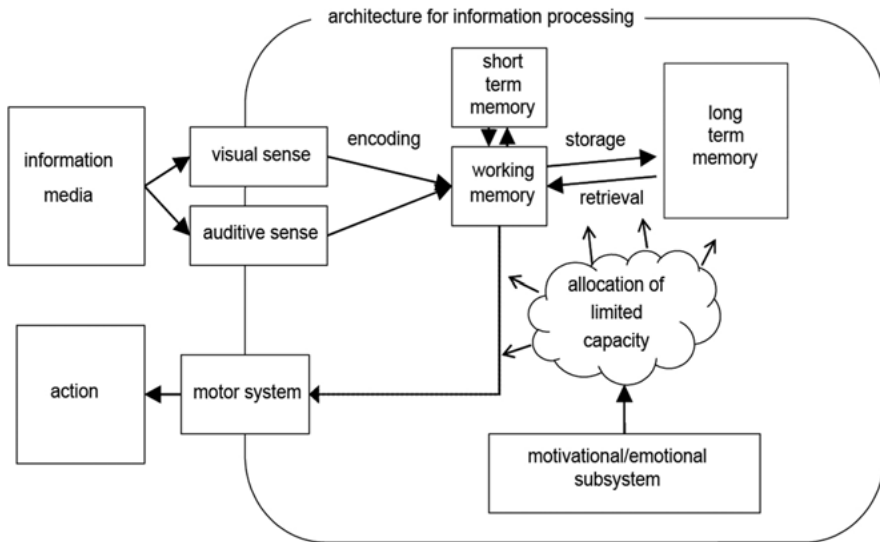 architecture for information processing
short
term
memory
long
term
memory
information
media
visual sense
encoding
storage
working
memory
retrieval
auditive sense
allocation of
limited
capacity
action
motor system
motivational/emotional
subsystem